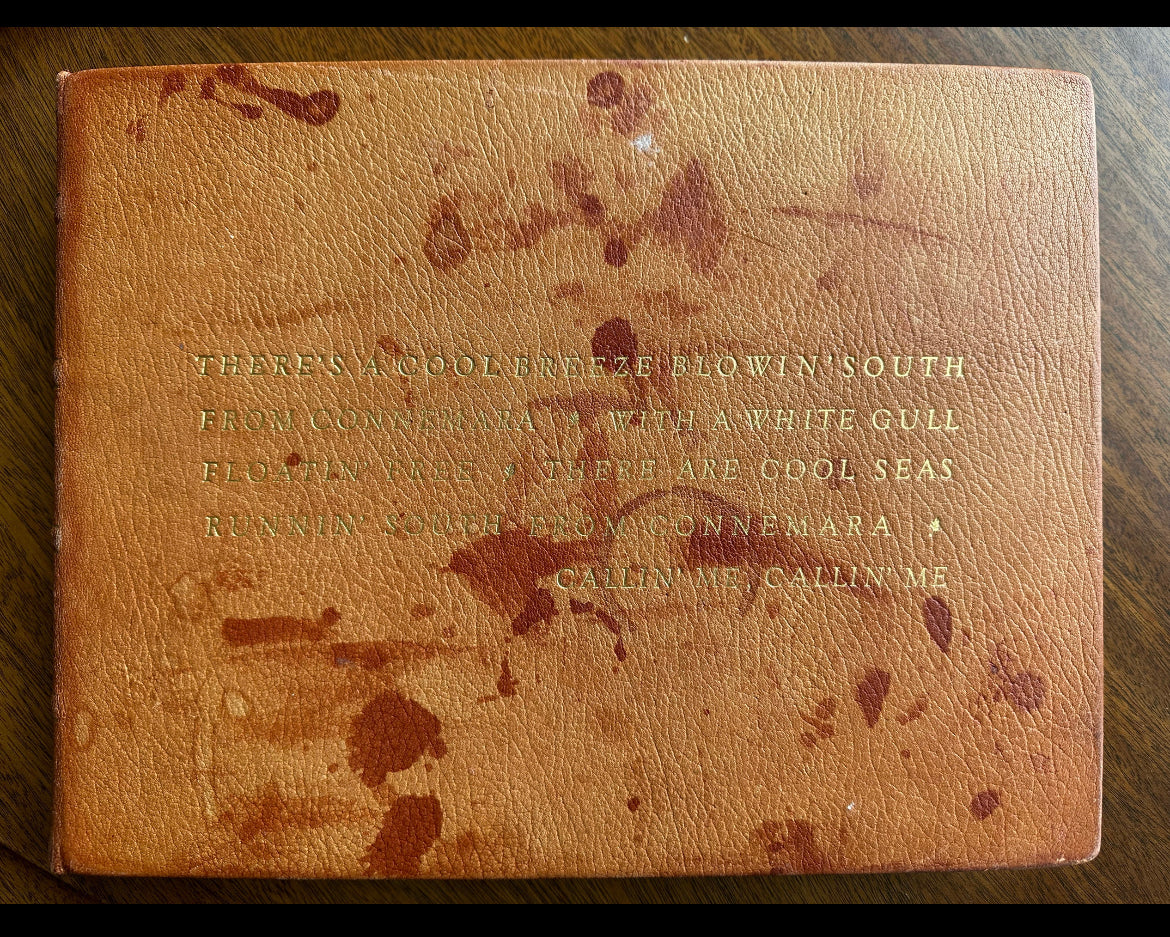 THERE'S A COOL BREEZE BLOWIN' SOUTH
FROM CONNEMARA * WITH A WHITE GULL
FLOATIN' FREE * THERE ARE COOL SEAS
RUNNIN' SOUTH FROM CONNEMARA *
CALLIN' ME, CALLIN' ME